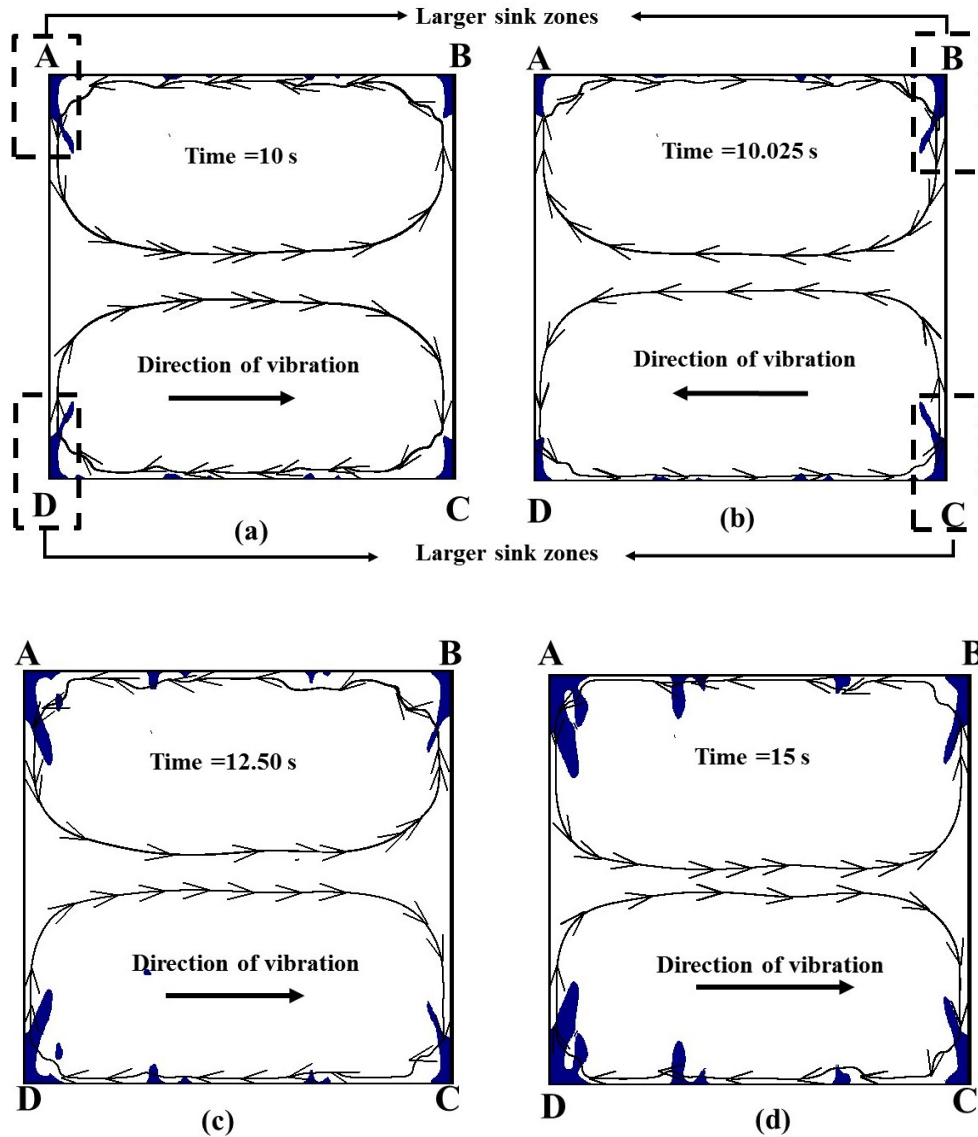 Larger sink zones
A B A B
Time =10 s Time =10.025 s
Direction of vibration Direction of vibration
D C D C
(a) (b)
Larger sink zones
A B A B
Time =12.50 s Time =15 s
Direction of vibration Direction of vibration
D C D C
(c) (d)